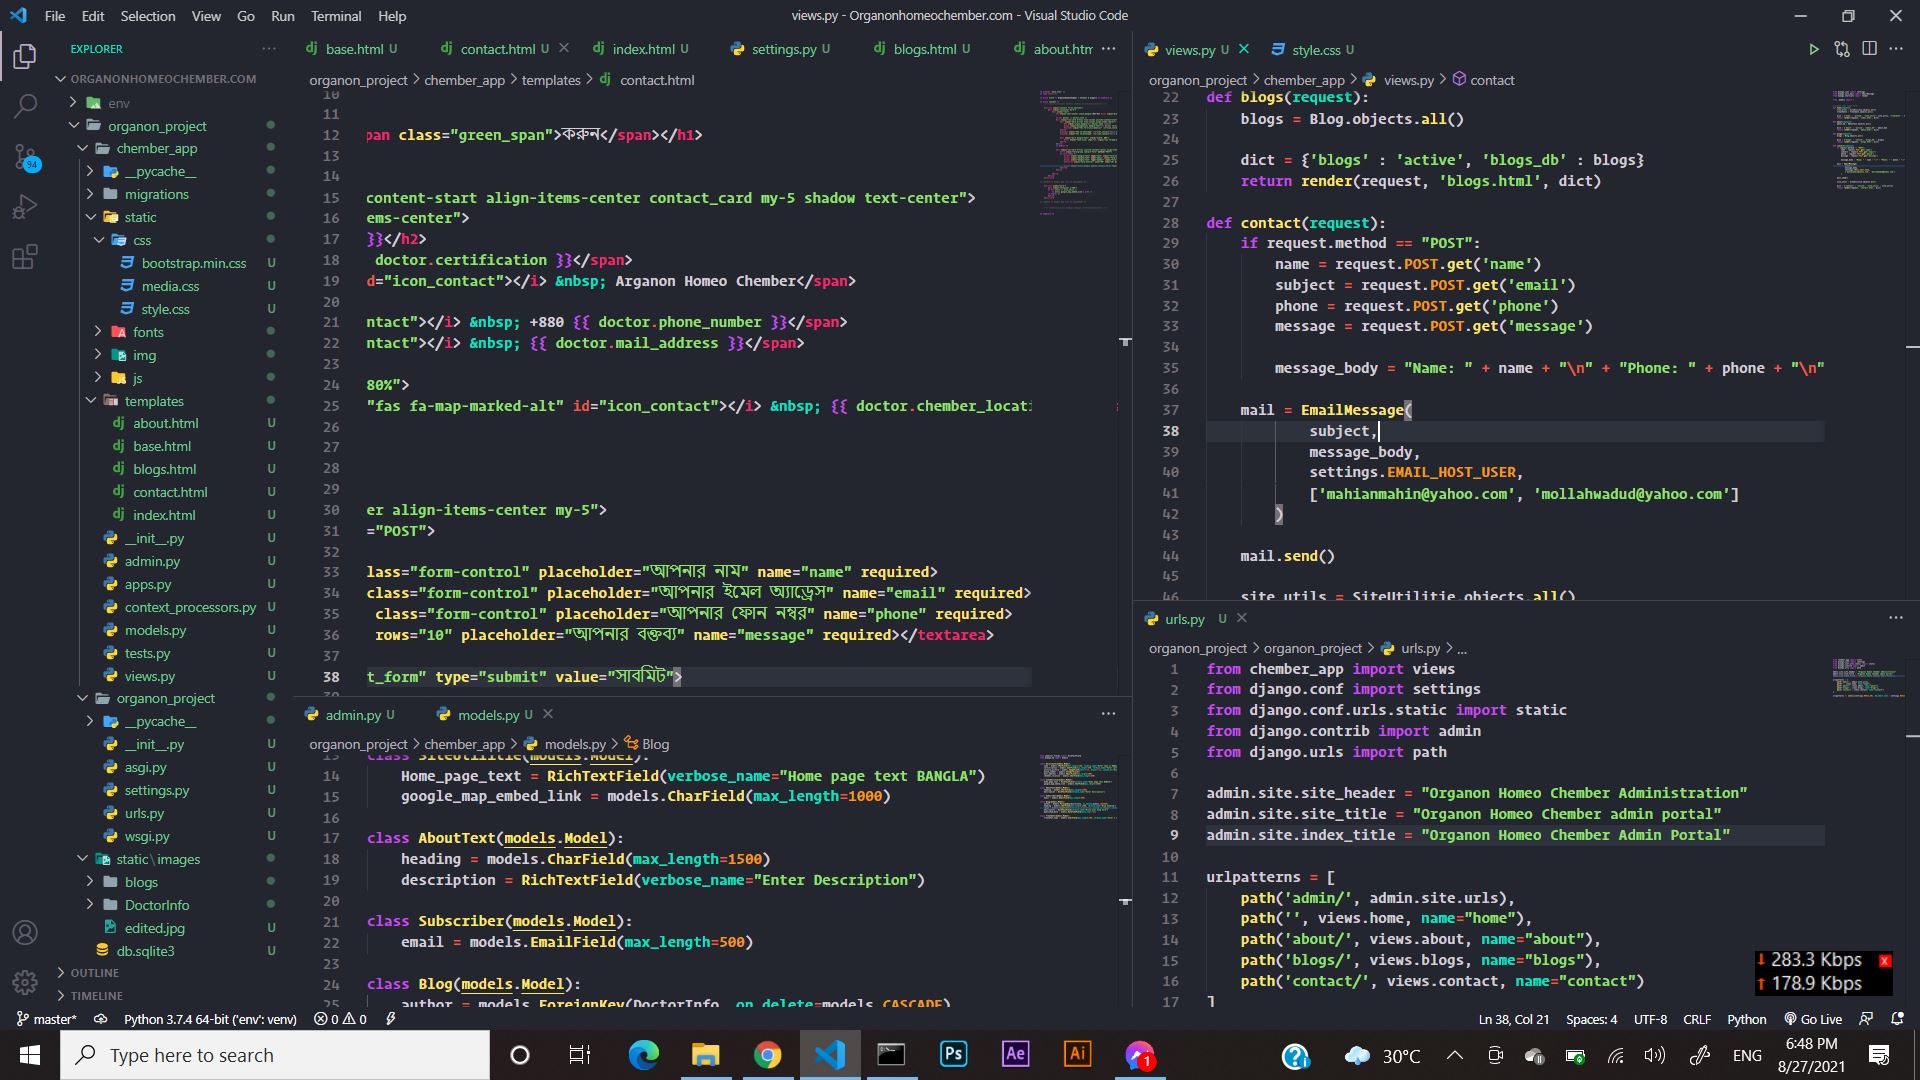 File Edit Selection View Go Run Terminal Help
views.py - Organonhomeochember.com - Visual Studio Code
EXPLORER
ORGANONHOMEOCHEMBER.COM
env
organon_project
chember_app
__pycache__
migrations
static
css
bootstrap.min.css U
media.css U
style.css U
fonts
img
js
templates
about.html U
base.html U
blogs.html U
contact.html U
index.html U
__init__.py U
admin.py U
apps.py U
context_processors.py U
models.py U
tests.py U
views.py U
organon_project
__pycache__
__init__.py U
asgi.py U
settings.py U
urls.py U
wsgi.py U
static\images
blogs
DoctorInfo
edited.jpg U
db.sqlite3 U
OUTLINE
TIMELINE
94
base.html U contact.html U index.html U settings.py U blogs.html U about.htm
organon_project > chember_app > templates > contact.html
10
11
12 pan class="green_span">করুন</span></h1>
13
14
15 content-start align-items-center contact_card my-5 shadow text-center">
16 ems-center">
17 }}</h2>
18 doctor.certification }}</span>
19 d="icon_contact"></i> &nbsp; Arganon Homeo Chember</span>
20
21 ntact"></i> &nbsp; +880 {{ doctor.phone_number }}</span>
22 ntact"></i> &nbsp; {{ doctor.mail_address }}</span>
23
24 80%">
25 "fas fa-map-marked-alt" id="icon_contact"></i> &nbsp; {{ doctor.chember_locati
26
27
28
29
30 er align-items-center my-5">
31 ="POST">
32
33 lass="form-control" placeholder="আপনার নাম" name="name" required>
34 class="form-control" placeholder="আপনার ইমেল অ্যাড্রেস" name="email" required>
35 class="form-control" placeholder="আপনার ফোন নম্বর" name="phone" required>
36 rows="10" placeholder="আপনার বক্তব্য" name="message" required></textarea>
37
38 t_form" type="submit" value="সাবমিট">
39
admin.py U models.py U
organon_project > chember_app > models.py > Blog
13 class SiteUtilitie(models.Model):
14 Home_page_text = RichTextField(verbose_name="Home page text BANGLA")
15 google_map_embed_link = models.CharField(max_length=1000)
16
17 class AboutText(models.Model):
18 heading = models.CharField(max_length=1500)
19 description = RichTextField(verbose_name="Enter Description")
20
21 class Subscriber(models.Model):
22 email = models.EmailField(max_length=500)
23
24 class Blog(models.Model):
25 author = models.ForeignKey(DoctorInfo, on_delete=models.CASCADE)
views.py U style.css U
organon_project > chember_app > views.py > contact
22 def blogs(request):
23 blogs = Blog.objects.all()
24
25 dict = {'blogs' : 'active', 'blogs_db' : blogs}
26 return render(request, 'blogs.html', dict)
27
28 def contact(request):
29 if request.method == "POST":
30 name = request.POST.get('name')
31 subject = request.POST.get('email')
32 phone = request.POST.get('phone')
33 message = request.POST.get('message')
34
35 message_body = "Name: " + name + "\n" + "Phone: " + phone + "\n"
36
37 mail = EmailMessage(
38 subject,
39 message_body,
40 settings.EMAIL_HOST_USER,
41 ['mahianmahin@yahoo.com', 'mollahwadud@yahoo.com']
42 )
43
44 mail.send()
45
46 site_utils = SiteUtilitie.objects.all()
urls.py U
organon_project > organon_project > urls.py > ...
1 from chember_app import views
2 from django.conf import settings
3 from django.conf.urls.static import static
4 from django.contrib import admin
5 from django.urls import path
6
7 admin.site.site_header = "Organon Homeo Chember Administration"
8 admin.site.site_title = "Organon Homeo Chember admin portal"
9 admin.site.index_title = "Organon Homeo Chember Admin Portal"
10
11 urlpatterns = [
12 path('admin/', admin.site.urls),
13 path('', views.home, name="home"),
14 path('about/', views.about, name="about"),
15 path('blogs/', views.blogs, name="blogs"),
16 path('contact/', views.contact, name="contact")
17 ]
283.3 Kbps
178.9 Kbps
master* Python 3.7.4 64-bit ('env': venv) 0 0
Ln 38, Col 21 Spaces: 4 UTF-8 CRLF Python Go Live
Type here to search
Ps Ae Ai 1
30°C ENG
6:48 PM
8/27/2021